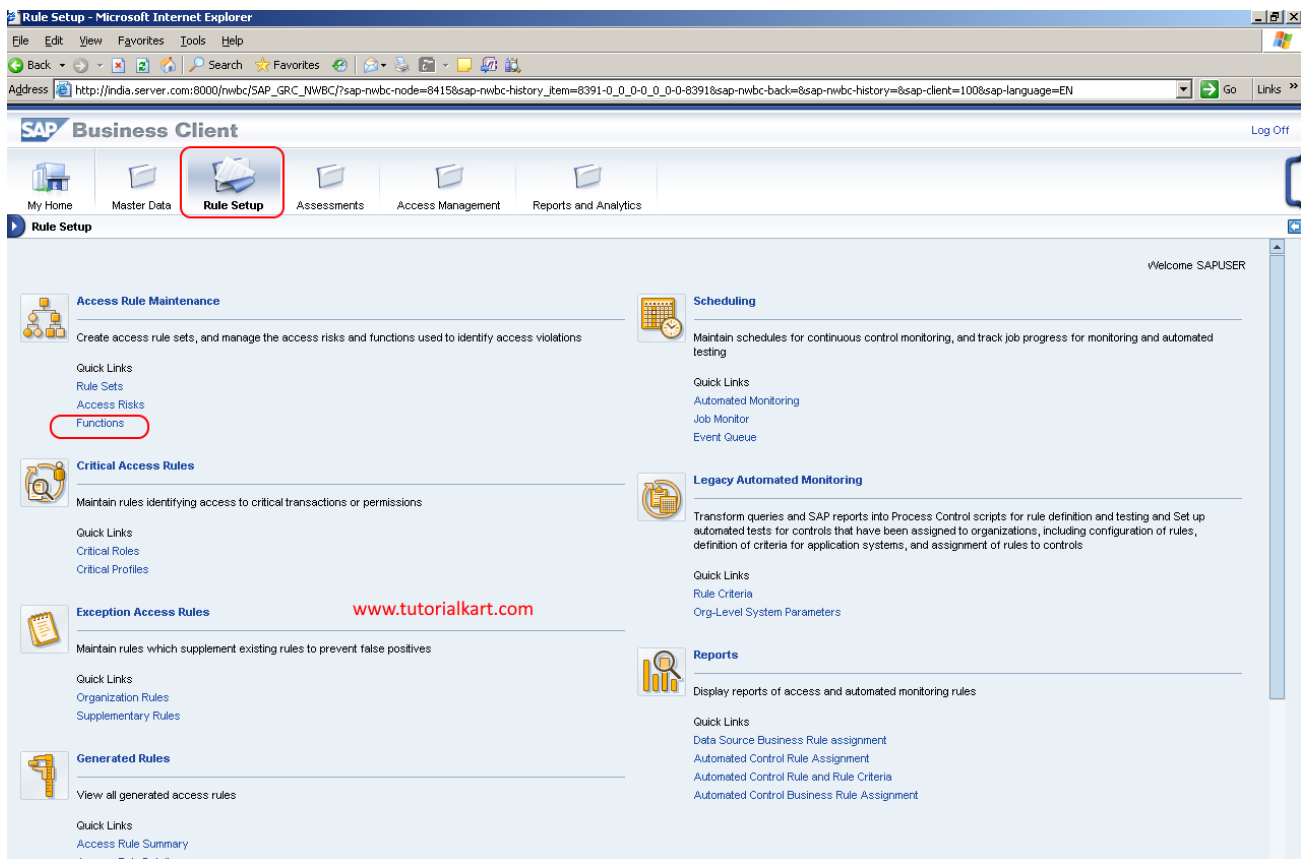 Rule Setup - Microsoft Internet Explorer
File Edit View Favorites Tools Help
Back Search Favorites
Address http://india.server.com:8000/nwbc/SAP_GRC_NWBC/?sap-nwbc-node=8415&sap-nwbc-history_item=8391-0_0_0-0_0_0-0-8391&sap-nwbc-back=&sap-nwbc-history=&sap-client=100&sap-language=EN Go Links »
SAP Business Client Log Off
My Home Master Data Rule Setup Assessments Access Management Reports and Analytics
Rule Setup
Welcome SAPUSER
Access Rule Maintenance
Create access rule sets, and manage the access risks and functions used to identify access violations
Quick Links
Rule Sets
Access Risks
Functions
Critical Access Rules
Maintain rules identifying access to critical transactions or permissions
Quick Links
Critical Roles
Critical Profiles
Exception Access Rules
www.tutorialkart.com
Maintain rules which supplement existing rules to prevent false positives
Quick Links
Organization Rules
Supplementary Rules
Generated Rules
View all generated access rules
Quick Links
Access Rule Summary
Scheduling
Maintain schedules for continuous control monitoring, and track job progress for monitoring and automated
testing
Quick Links
Automated Monitoring
Job Monitor
Event Queue
Legacy Automated Monitoring
Transform queries and SAP reports into Process Control scripts for rule definition and testing and Set up
automated tests for controls that have been assigned to organizations, including configuration of rules,
definition of criteria for application systems, and assignment of rules to controls
Quick Links
Rule Criteria
Org-Level System Parameters
Reports
Display reports of access and automated monitoring rules
Quick Links
Data Source Business Rule assignment
Automated Control Rule Assignment
Automated Control Rule and Rule Criteria
Automated Control Business Rule Assignment